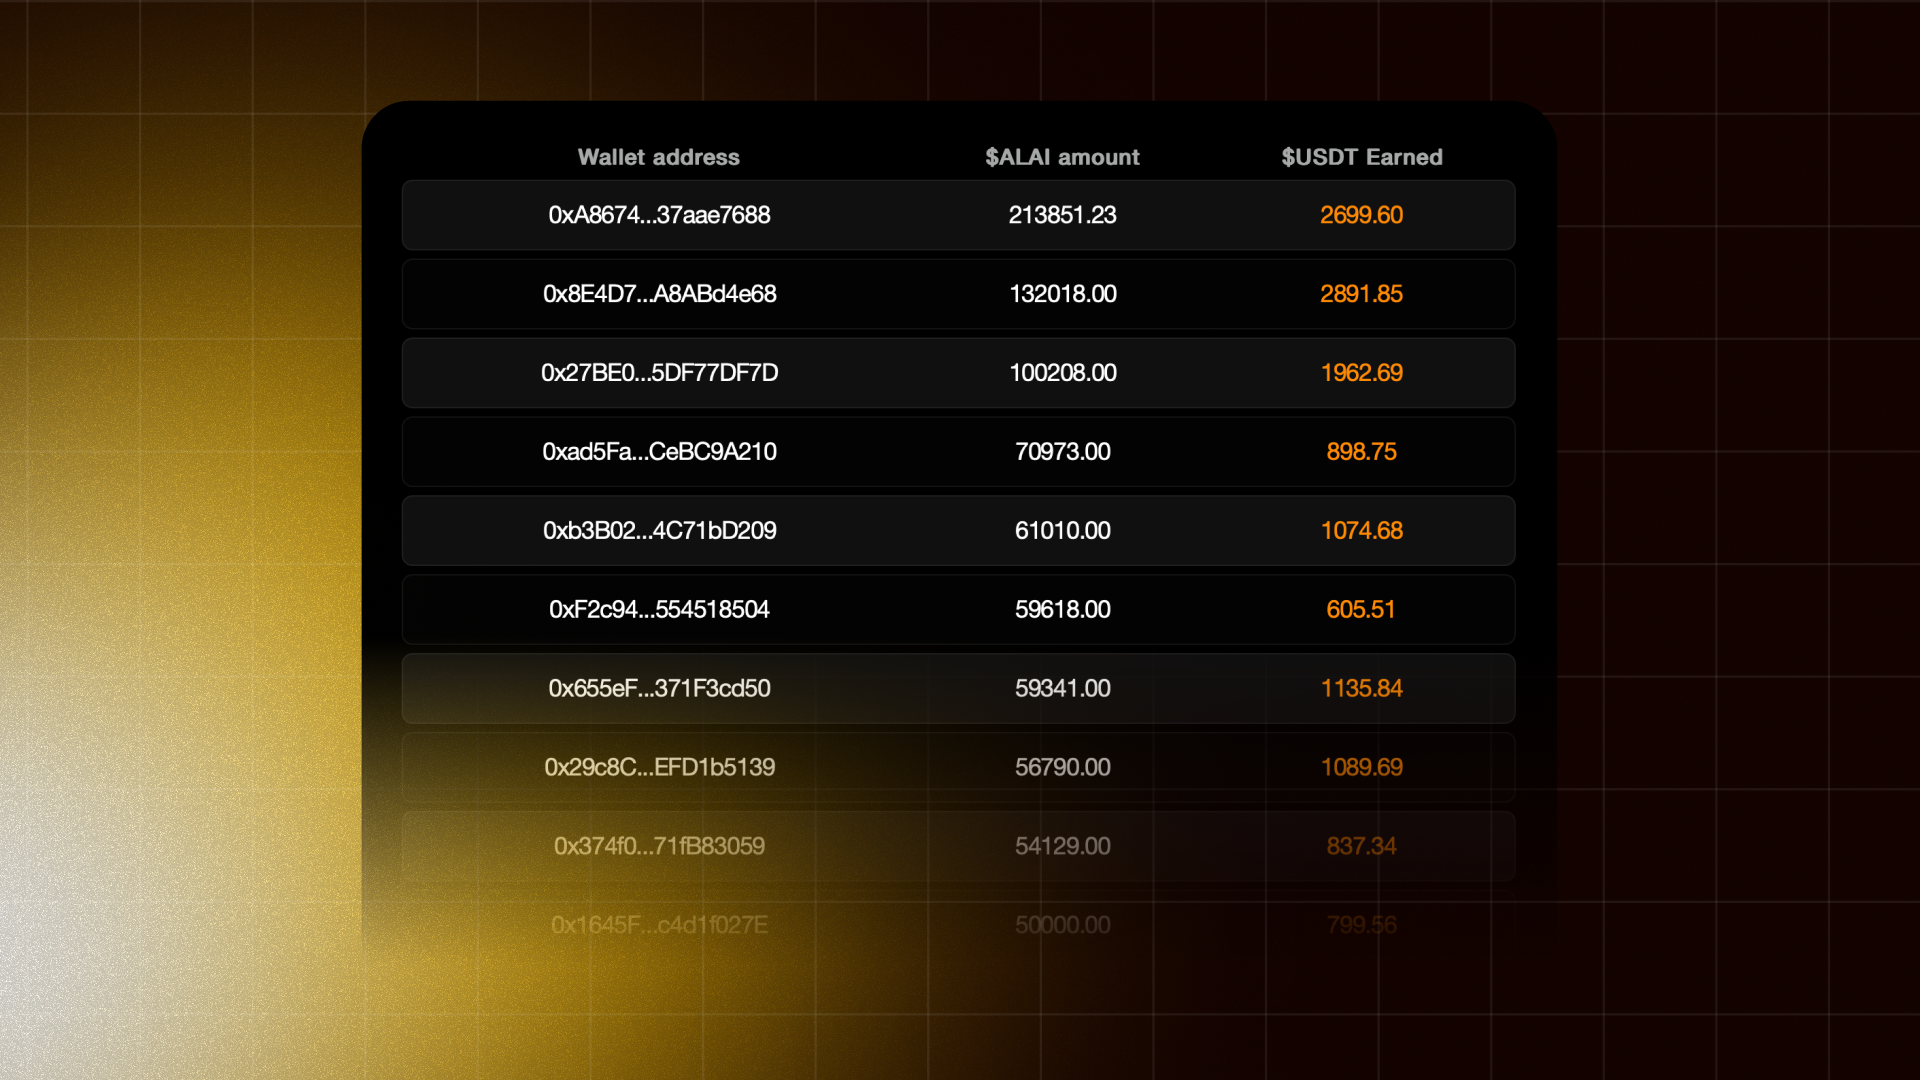 Wallet address $ALAI amount $USDT Earned
0xA8674...37aae7688 213851.23 2699.60
0x8E4D7...A8ABd4e68 132018.00 2891.85
0x27BE0...5DF77DF7D 100208.00 1962.69
0xad5Fa...CeBC9A210 70973.00 898.75
0xb3B02...4C71bD209 61010.00 1074.68
0xF2c94...554518504 59618.00 605.51
0x655eF...371F3cd50 59341.00 1135.84
0x29c8C...EFD1b5139 56790.00 1089.69
0x374f0...71fB83059 54129.00 837.34
0x1645F...c4d1f027E 50000.00 799.56